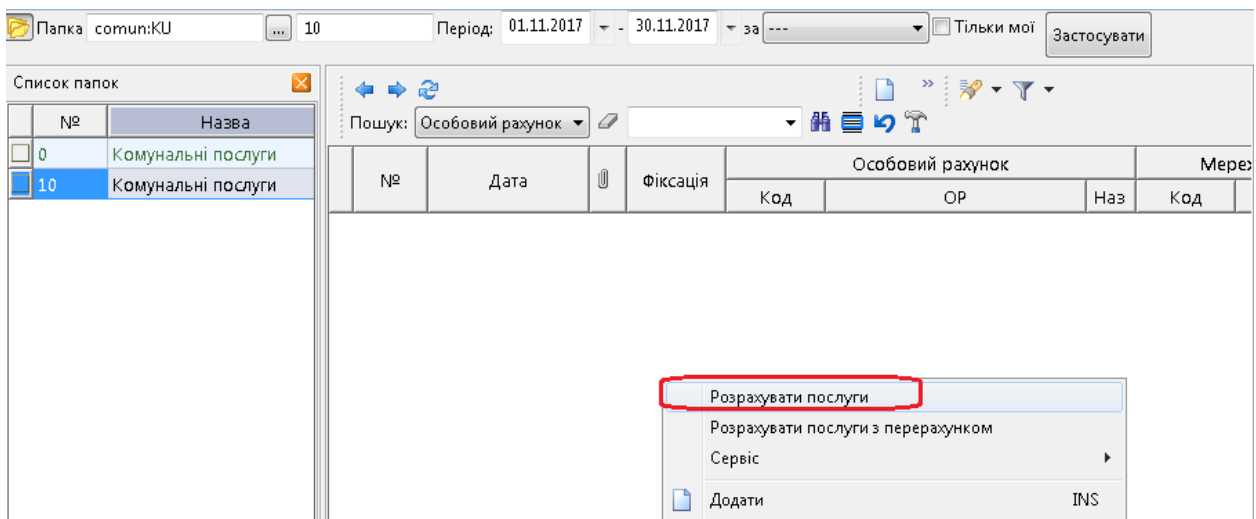 Папка comun:KU ... 10 Період: 01.11.2017 - 30.11.2017 за --- Тільки мої Застосувати
Список папок
№ Назва
0 Комунальні послуги
10 Комунальні послуги
Пошук: Особовий рахунок
№ Дата Фіксація Особовий рахунок Мереж
Код ОР Наз Код
Розрахувати послуги
Розрахувати послуги з перерахунком
Сервіс
Додати INS